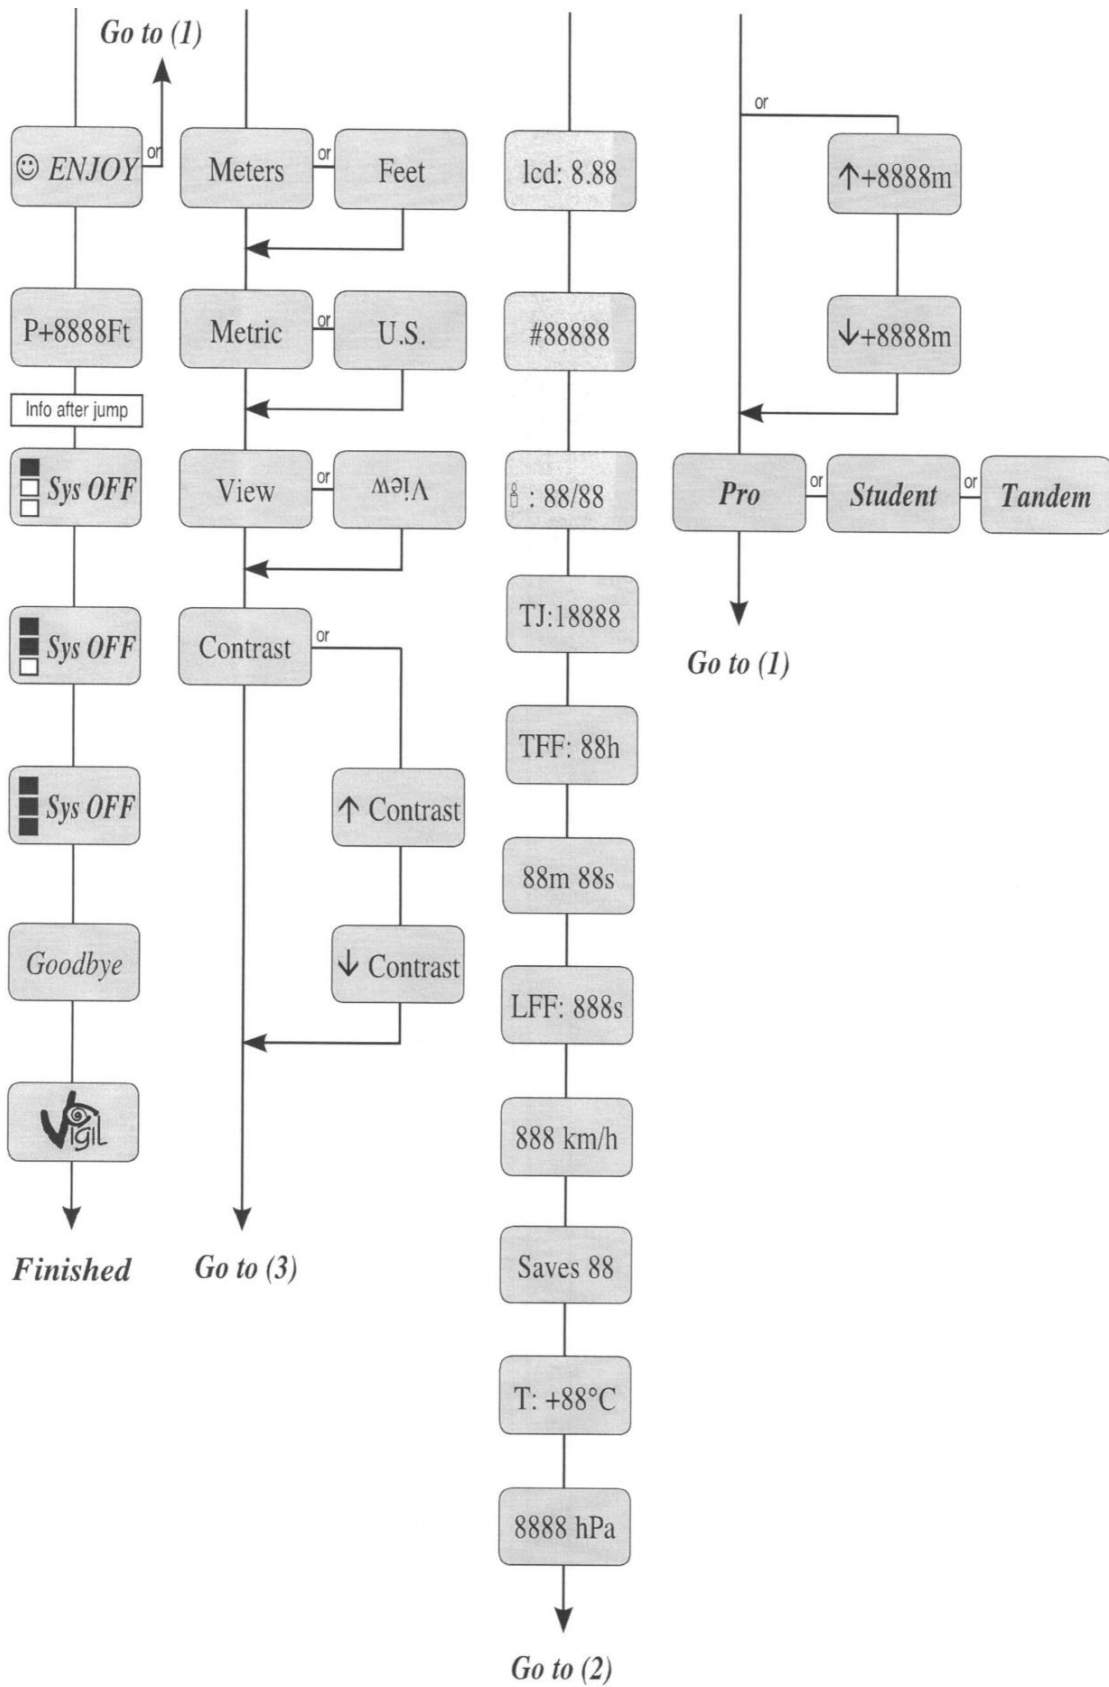 Go to (1)
ENJOY
or
P+8888Ft
Info after jump
Sys OFF
Sys OFF
Sys OFF
Goodbye
VIGIL
Finished
Meters
or
Feet
Metric
or
U.S.
View
or
View
Contrast
or
↑ Contrast
↓ Contrast
Go to (3)
lcd: 8.88
#88888
: 88/88
TJ:18888
TFF: 88h
88m 88s
LFF: 888s
888 km/h
Saves 88
T: +88°C
8888 hPa
Go to (2)
or
↑+8888m
↓+8888m
Pro
or
Student
or
Tandem
Go to (1)